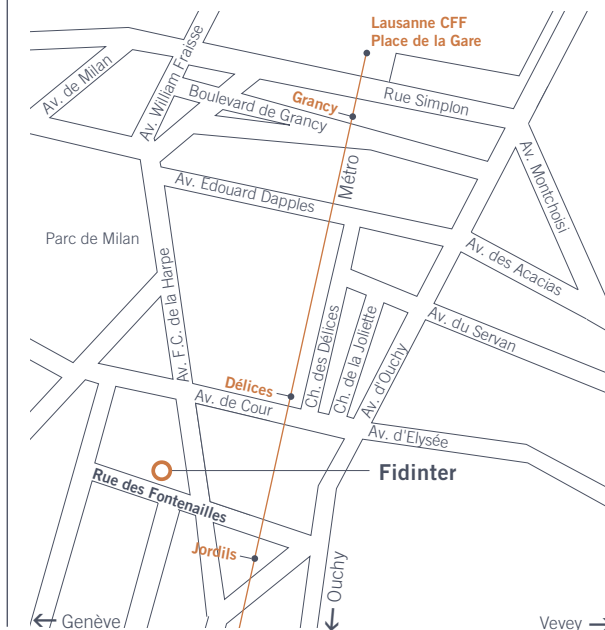 Lausanne CFF
Place de la Gare
Av. de Milan
Av. William Fraisse
Boulevard de Grancy
Grancy
Rue Simplon
Métro
Av. Montchoisi
Av. Edouard Dapples
Parc de Milan
Av. F.C. de la Harpe
Av. des Acacias
Av. du Servan
Ch. des Délices
Ch. de la Joliette
Av. d'Ouchy
Délices
Av. de Cour
Av. d'Elysée
Fidinter
Rue des Fontenailles
Jordils
Ouchy
← Genève
Vevey →